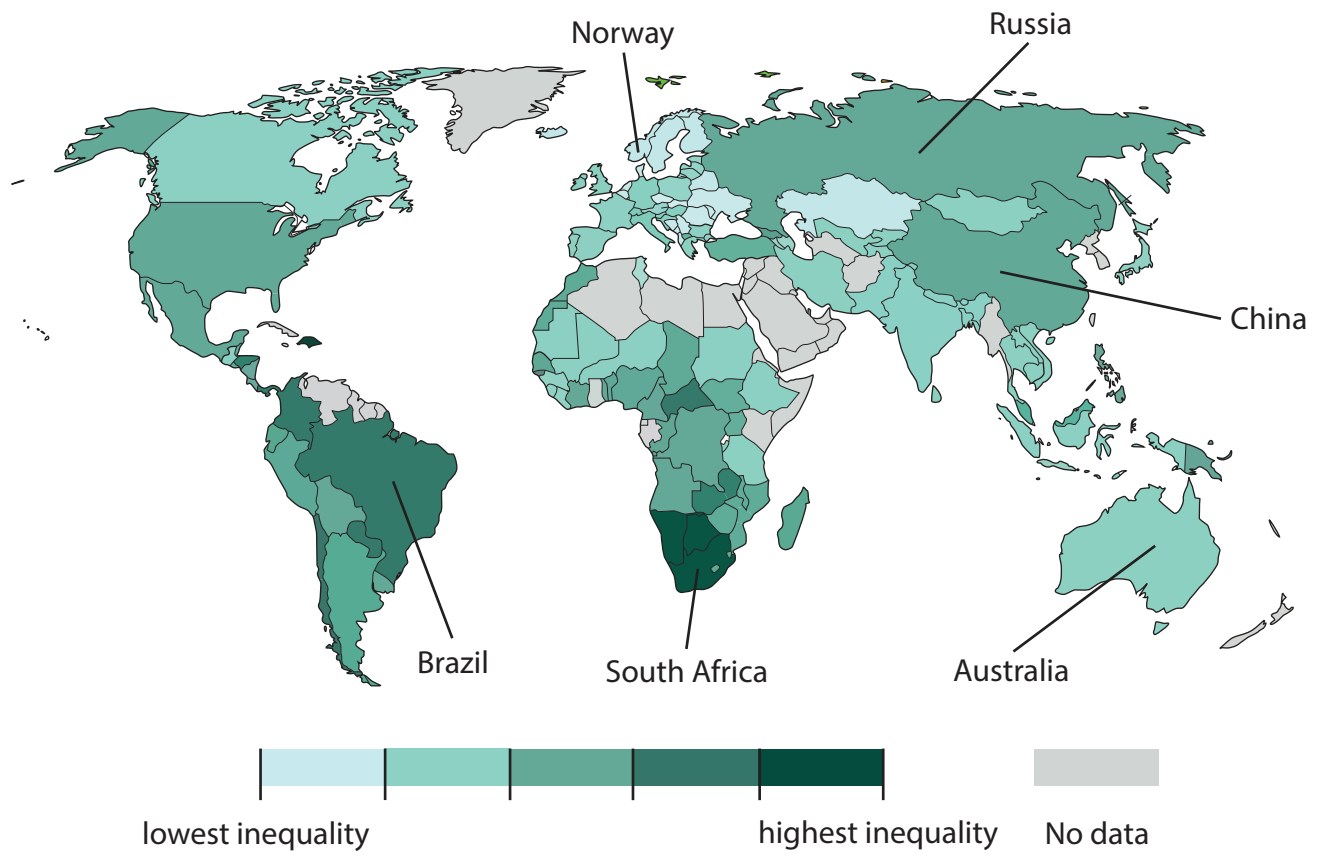 Norway
Russia
China
Brazil
South Africa
Australia
lowest inequality
highest inequality
No data